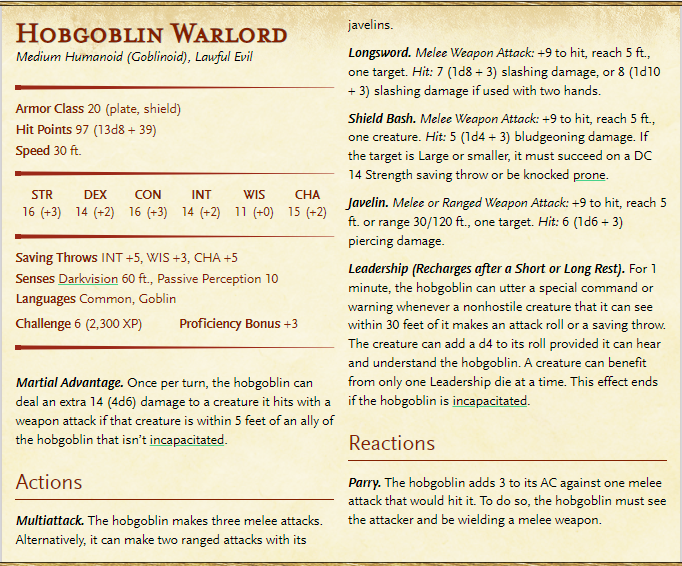 Hobgoblin Warlord
Medium Humanoid (Goblinoid), Lawful Evil
Armor Class 20 (plate, shield)
Hit Points 97 (13d8 + 39)
Speed 30 ft.
STR DEX CON INT WIS CHA
16 (+3) 14 (+2) 16 (+3) 14 (+2) 11 (+0) 15 (+2)
Saving Throws INT +5, WIS +3, CHA +5
Senses Darkvision 60 ft., Passive Perception 10
Languages Common, Goblin
Challenge 6 (2,300 XP) Proficiency Bonus +3
Martial Advantage. Once per turn, the hobgoblin can
deal an extra 14 (4d6) damage to a creature it hits with a
weapon attack if that creature is within 5 feet of an ally of
the hobgoblin that isn't incapacitated.
Actions
Multiattack. The hobgoblin makes three melee attacks.
Alternatively, it can make two ranged attacks with its
javelins.
Longsword. Melee Weapon Attack: +9 to hit, reach 5 ft.,
one target. Hit: 7 (1d8 + 3) slashing damage, or 8 (1d10
+ 3) slashing damage if used with two hands.
Shield Bash. Melee Weapon Attack: +9 to hit, reach 5 ft.,
one creature. Hit: 5 (1d4 + 3) bludgeoning damage. If
the target is Large or smaller, it must succeed on a DC
14 Strength saving throw or be knocked prone.
Javelin. Melee or Ranged Weapon Attack: +9 to hit, reach 5
ft. or range 30/120 ft., one target. Hit: 6 (1d6 + 3)
piercing damage.
Leadership (Recharges after a Short or Long Rest). For 1
minute, the hobgoblin can utter a special command or
warning whenever a nonhostile creature that it can see
within 30 feet of it makes an attack roll or a saving throw.
The creature can add a d4 to its roll provided it can hear
and understand the hobgoblin. A creature can benefit
from only one Leadership die at a time. This effect ends
if the hobgoblin is incapacitated.
Reactions
Parry. The hobgoblin adds 3 to its AC against one melee
attack that would hit it. To do so, the hobgoblin must see
the attacker and be wielding a melee weapon.